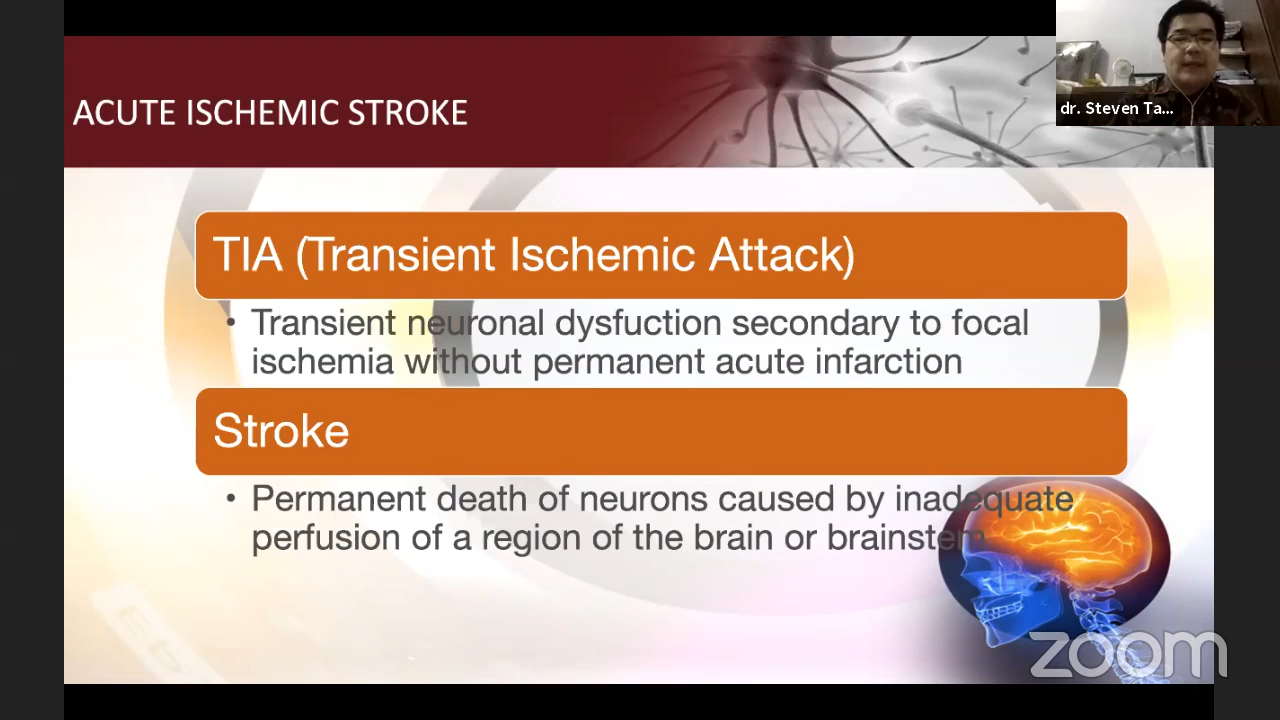 ACUTE ISCHEMIC STROKE
dr. Steven Ta...
TIA (Transient Ischemic Attack)
• Transient neuronal dysfuction secondary to focal
ischemia without permanent acute infarction
Stroke
• Permanent death of neurons caused by inadequate
perfusion of a region of the brain or brainstem
zoom